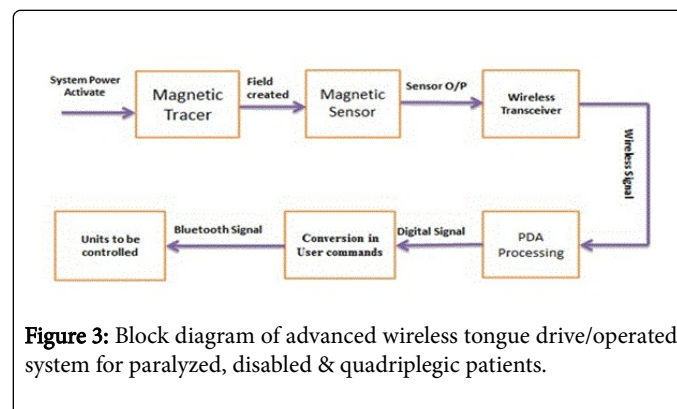 System Power
Activate
Magnetic
Tracer
Field
created
Magnetic
Sensor
Sensor O/P
Wireless
Transceiver
Wireless Signal
PDA
Processing
Digital Signal
Conversion in
User commands
Bluetooth Signal
Units to be
controlled
Figure 3: Block diagram of advanced wireless tongue drive/operated
system for paralyzed, disabled & quadriplegic patients.